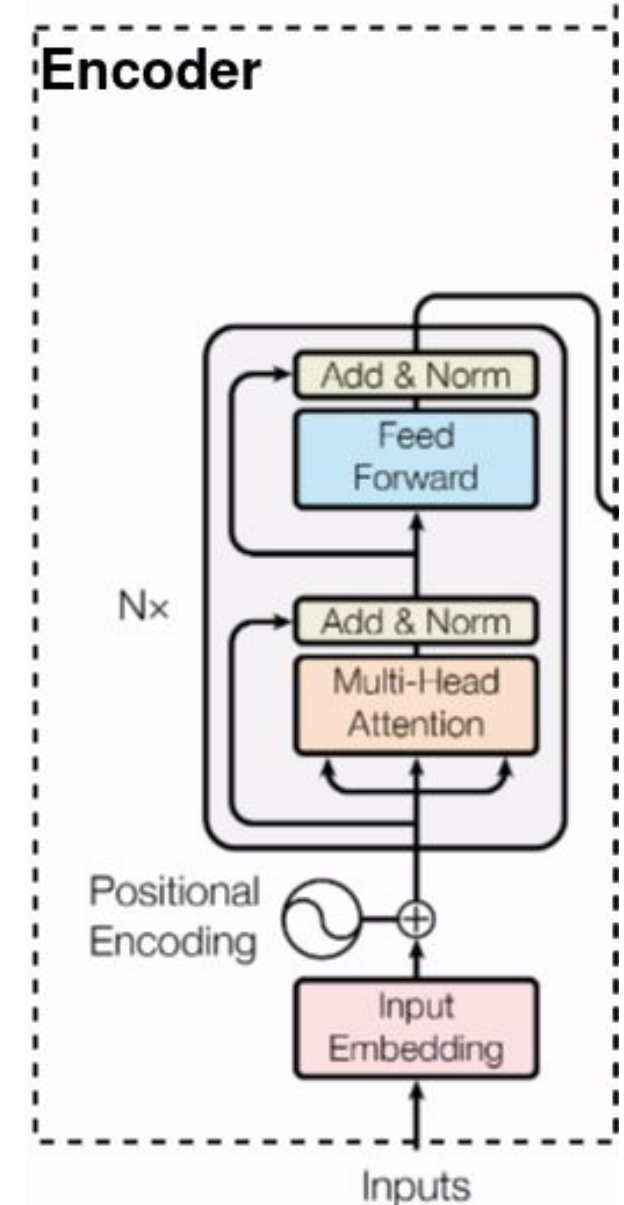 Encoder
Add & Norm
Feed
Forward
Nx
Add & Norm
Multi-Head
Attention
Positional
Encoding
Input
Embedding
Inputs